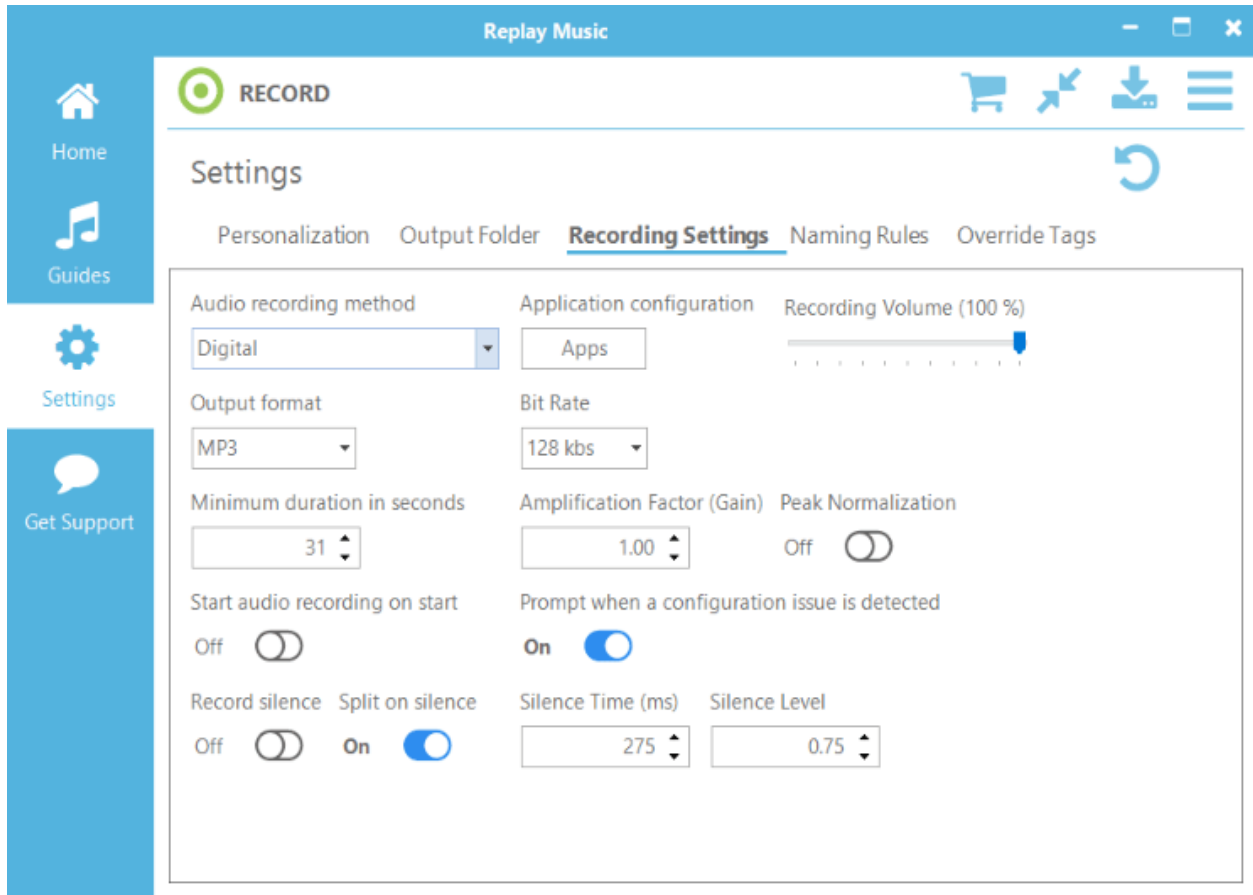 Replay Music
Home
Guides
Settings
Get Support
RECORD
Settings
Personalization Output Folder Recording Settings Naming Rules Override Tags
Audio recording method Application configuration Recording Volume (100 %)
Digital Apps
Output format Bit Rate
MP3 128 kbs
Minimum duration in seconds Amplification Factor (Gain) Peak Normalization
31 1.00 Off
Start audio recording on start Prompt when a configuration issue is detected
Off On
Record silence Split on silence Silence Time (ms) Silence Level
Off On 275 0.75